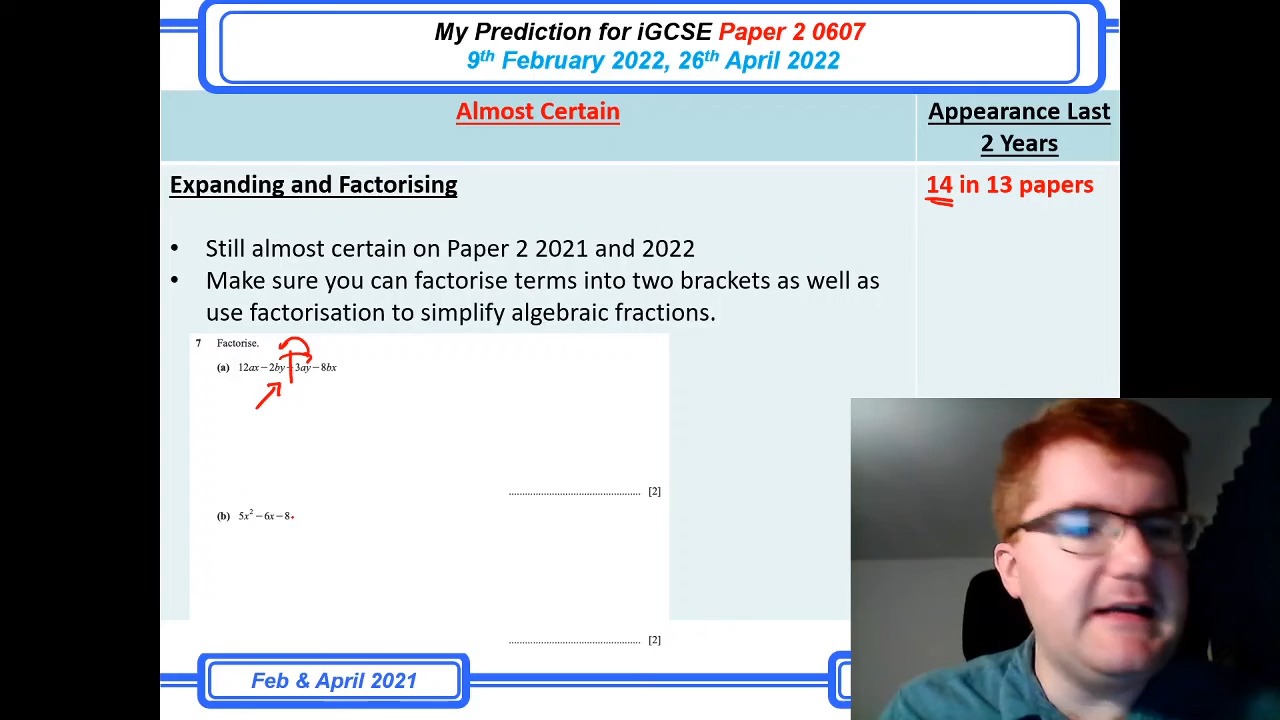 My Prediction for iGCSE Paper 2 0607
9th February 2022, 26th April 2022
Almost Certain
Appearance Last
2 Years
Expanding and Factorising
14 in 13 papers
• Still almost certain on Paper 2 2021 and 2022
• Make sure you can factorise terms into two brackets as well as
use factorisation to simplify algebraic fractions.
7 Factorise.
(a) 12ax − 2by 3ay − 8bx
[2]
(b) 5x² − 6x − 8
[2]
Feb & April 2021